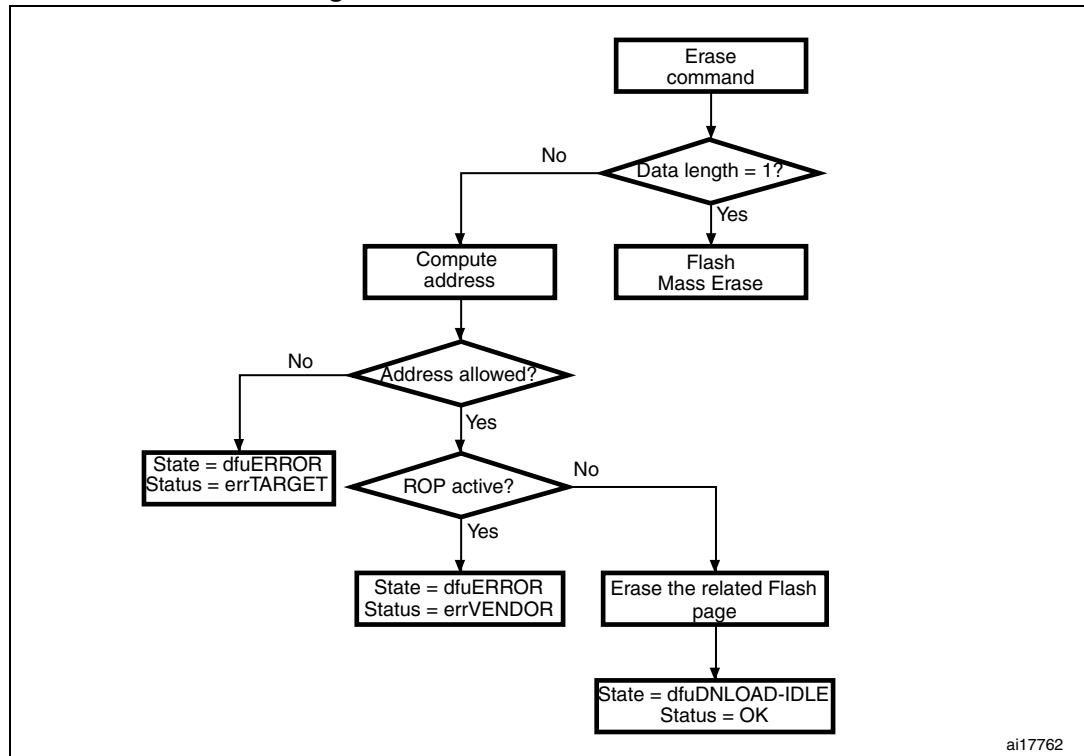 Erase
command
No
Data length = 1?
Yes
Compute
address
Flash
Mass Erase
No
Address allowed?
Yes
State = dfuERROR
Status = errTARGET
ROP active?
No
Yes
State = dfuERROR
Status = errVENDOR
Erase the related Flash
page
State = dfuDNLOAD-IDLE
Status = OK
ai17762